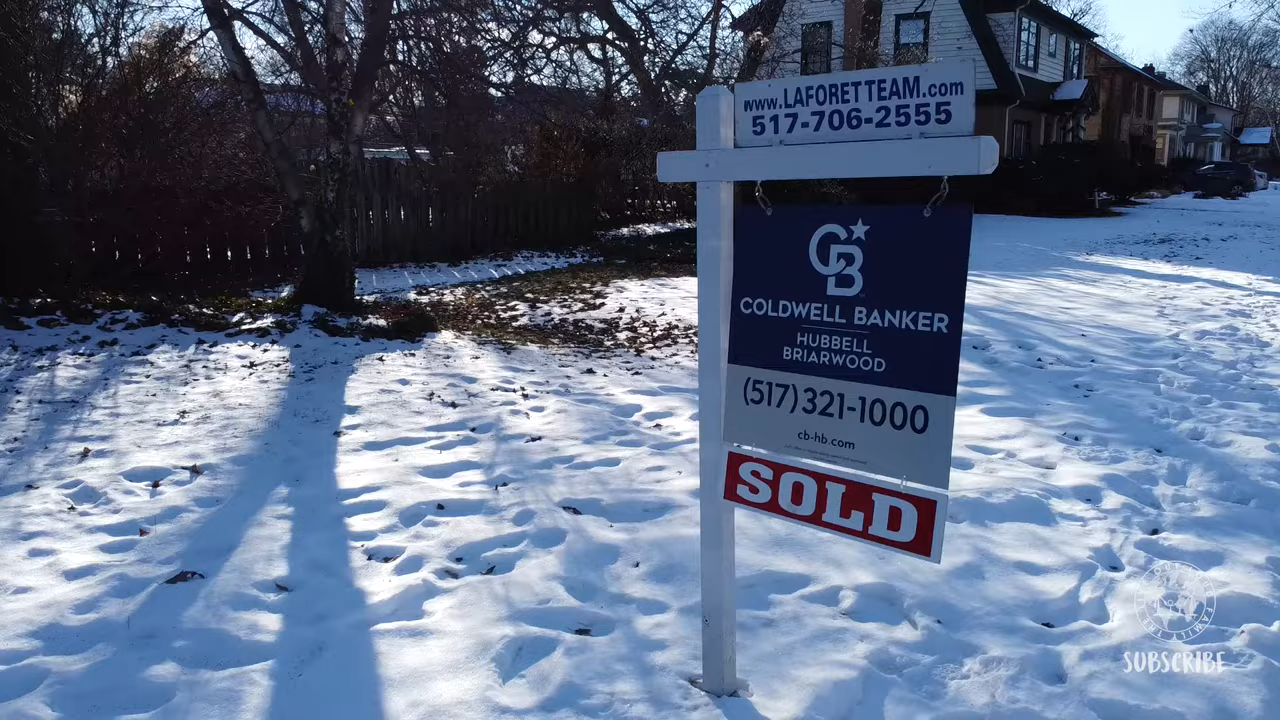 www.LAFORETTEAM.com
517-706-2555
CB
COLDWELL BANKER
HUBBELL
BRIARWOOD
(517) 321-1000
cb-hb.com
SOLD
SUBSCRIBE